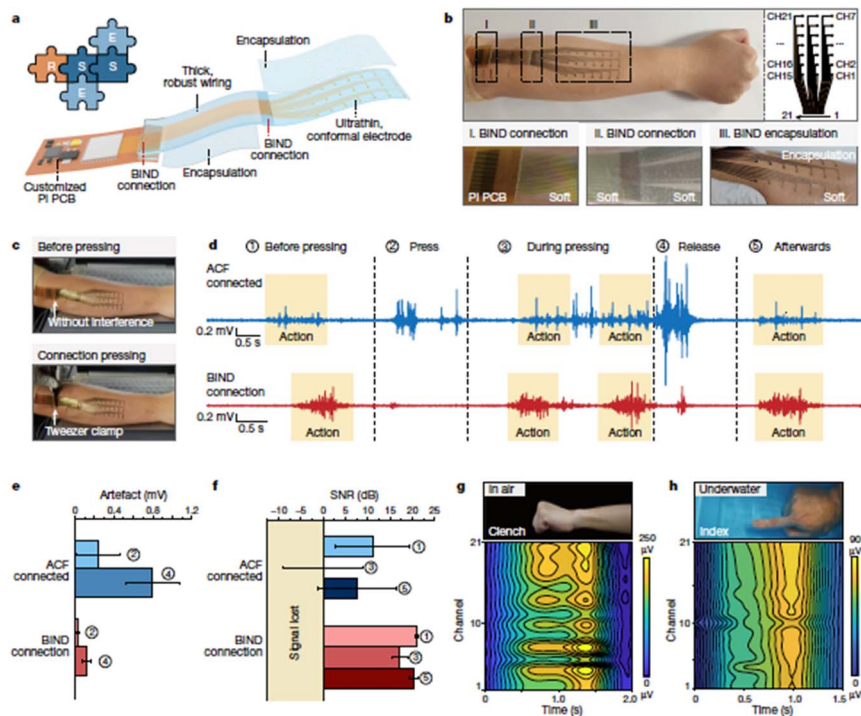 a
E
R
S
S
E
Thick,
robust wiring
Encapsulation
Ultrathin,
conformal electrode
BIND
connection
BIND
connection
Encapsulation
Customized
PI PCB
b
I
II
III
CH21
CH7
...
...
CH16
CH2
CH15
CH1
21
1
I. BIND connection
II. BIND connection
III. BIND encapsulation
PI PCB
Soft
Soft
Soft
Encapsulation
Soft
c
Before pressing
Without interference
Connection pressing
Tweezer clamp
d
① Before pressing
② Press
③ During pressing
④ Release
⑤ Afterwards
ACF
connected
0.2 mV
0.5 s
Action
Action
Action
Action
BIND
connection
0.2 mV
0.5 s
Action
Action
Action
Action
e
Artefact (mV)
0
0.4
0.8
1.2
ACF
connected
②
④
BIND
connection
②
④
f
SNR (dB)
–10
–5
0
5
10
15
20
25
Signal lost
ACF
connected
①
③
⑤
BIND
connection
①
③
⑤
g
In air
Clench
Channel
21
10
1
0
0.5
1.0
1.5
2.0
Time (s)
250
µV
0
µV
h
Underwater
Index
Channel
21
10
1
0
0.5
1.0
1.5
Time (s)
90
µV
0
µV